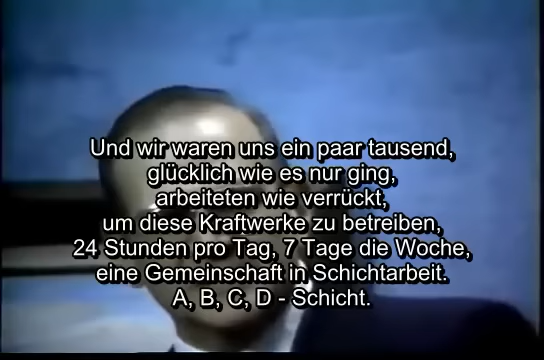 Und wir waren uns ein paar tausend,
glücklich wie es nur ging,
arbeiteten wie verrückt,
um diese Kraftwerke zu betreiben,
24 Stunden pro Tag, 7 Tage die Woche,
eine Gemeinschaft in Schichtarbeit.
A, B, C, D - Schicht.